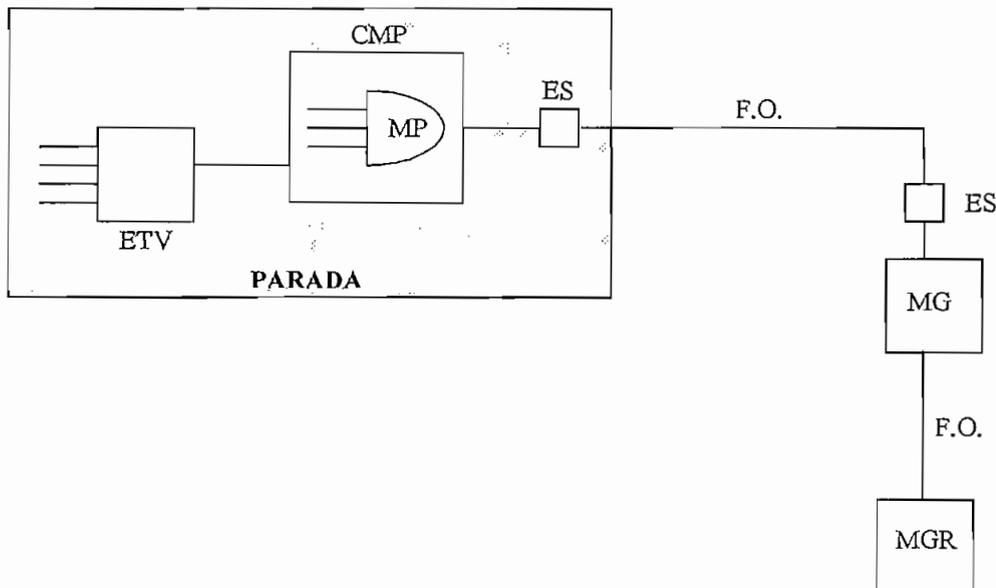 CMP
MP
ES
F.O.
ETV
ES
PARADA
MG
F.O.
MGR